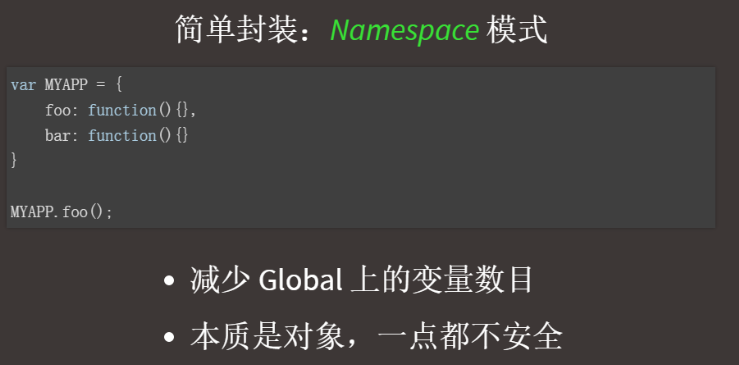 简单封装：Namespace 模式
var MYAPP = {
    foo: function(){},
    bar: function(){}
}
MYAPP.foo();
• 减少 Global 上的变量数目
• 本质是对象，一点都不安全